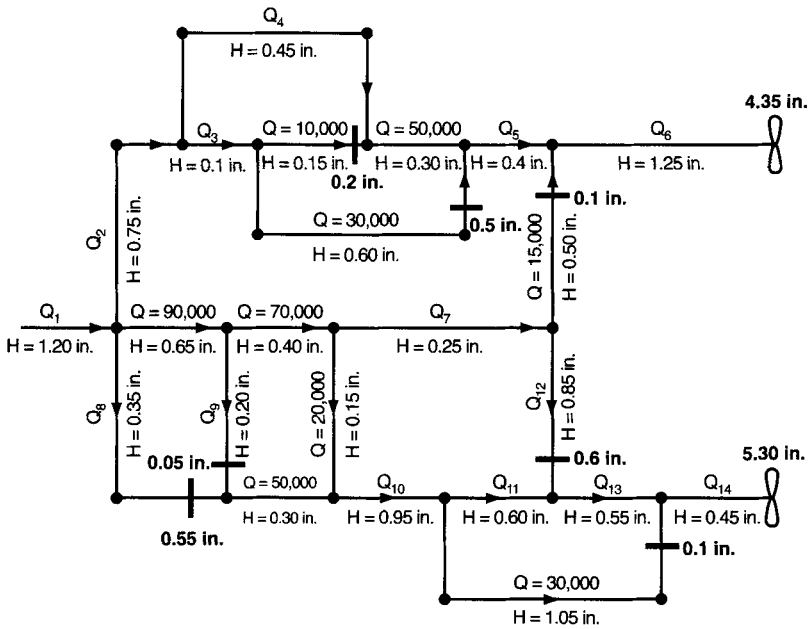 Q4
H = 0.45 in.
4.35 in.
Q3
Q = 10,000
Q = 50,000
Q5
Q6
H = 0.1 in.
H = 0.15 in.
H = 0.30 in.
H = 0.4 in.
H = 1.25 in.
0.2 in.
0.1 in.
Q = 30,000
0.5 in.
H = 0.60 in.
Q2
H = 0.75 in.
Q = 15,000
H = 0.50 in.
Q1
Q = 90,000
Q = 70,000
Q7
H = 1.20 in.
H = 0.65 in.
H = 0.40 in.
H = 0.25 in.
Q8
H = 0.35 in.
Q9
H = 0.20 in.
Q = 20,000
H = 0.15 in.
Q12
H = 0.85 in.
0.05 in.
0.6 in.
5.30 in.
Q = 50,000
Q10
Q11
Q13
Q14
0.55 in.
H = 0.30 in.
H = 0.95 in.
H = 0.60 in.
H = 0.55 in.
H = 0.45 in.
0.1 in.
Q = 30,000
H = 1.05 in.